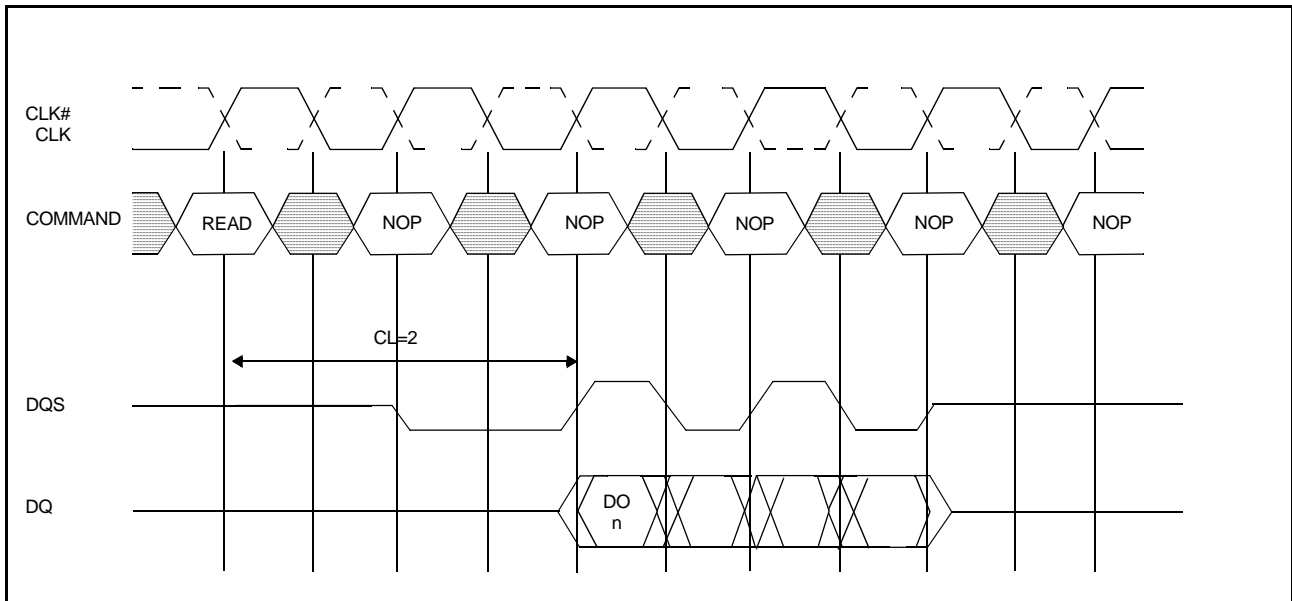 CLK#
CLK
COMMAND
READ
NOP
NOP
NOP
NOP
NOP
CL=2
DQS
DQ
DO
n